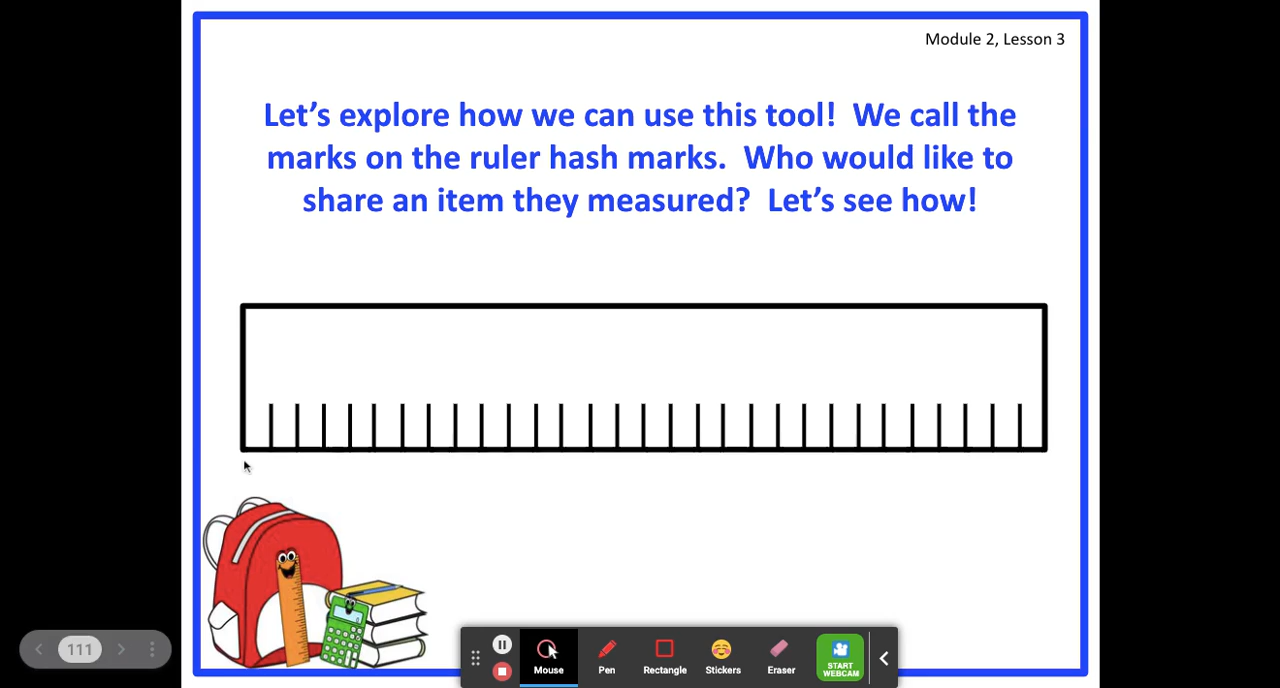 Module 2, Lesson 3
Let's explore how we can use this tool!  We call the
marks on the ruler hash marks.  Who would like to
share an item they measured?  Let's see how!
111
Mouse
Pen
Rectangle
Stickers
Eraser
START
WEBCAM